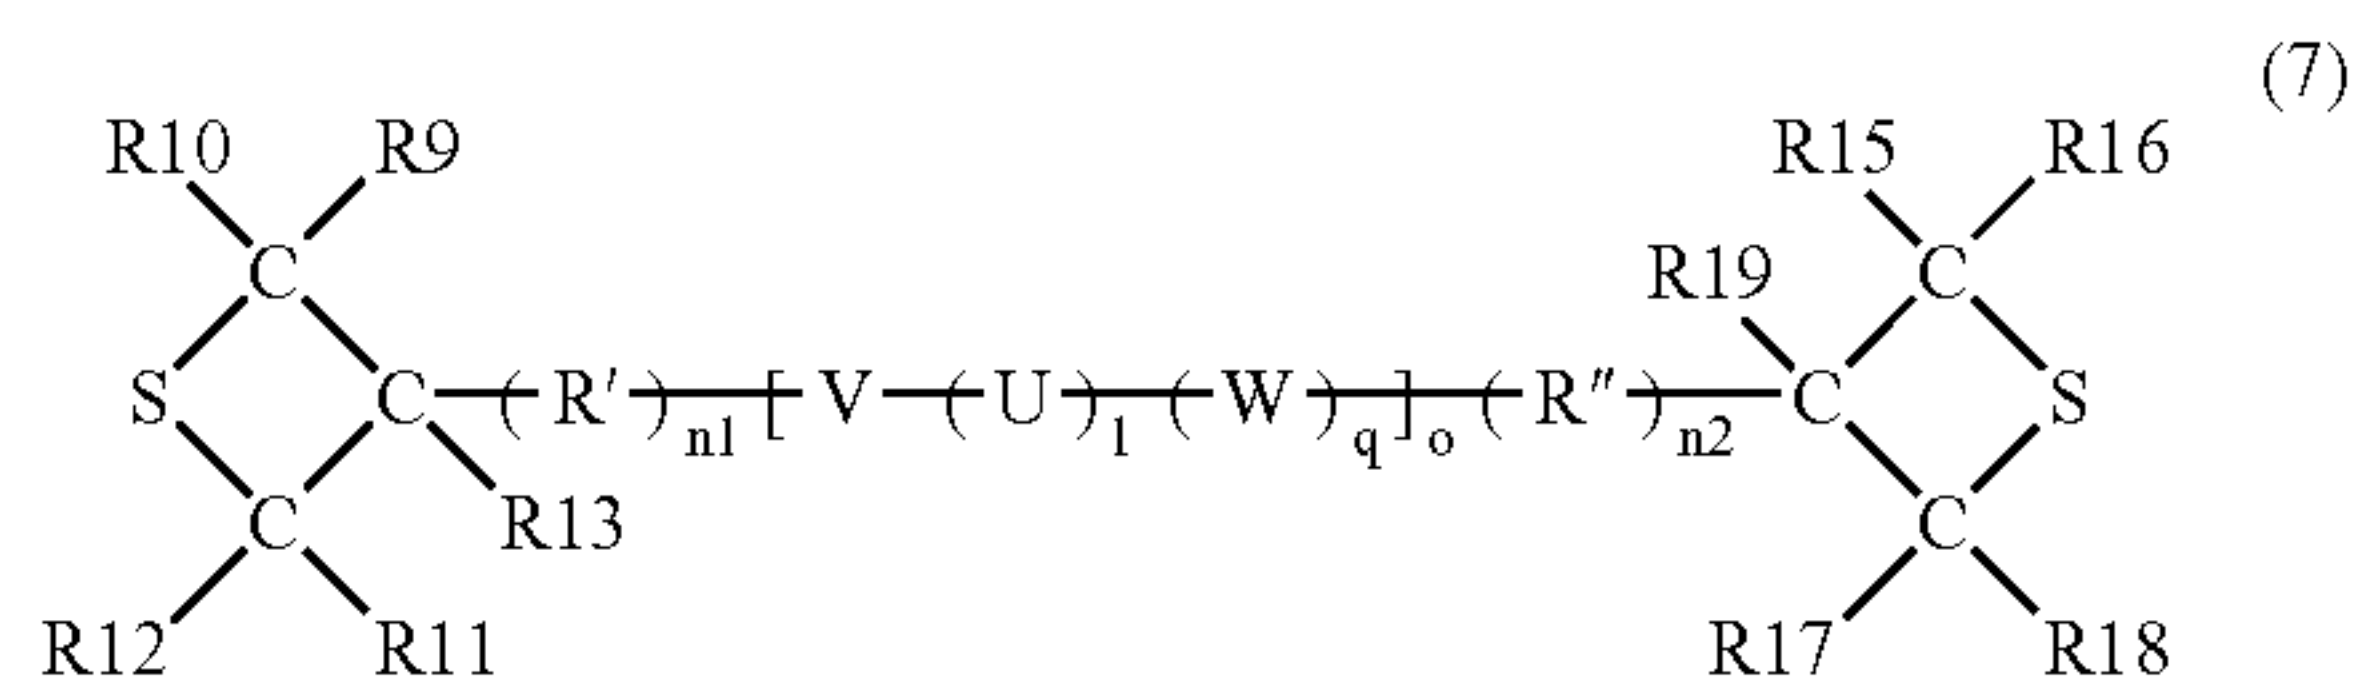 (7)
R10 R9 R15 R16
C R19 C
S C ( R′ )n1 [ V ( U )l ( W )q ]o ( R″ )n2 C S
C R13 C
R12 R11 R17 R18